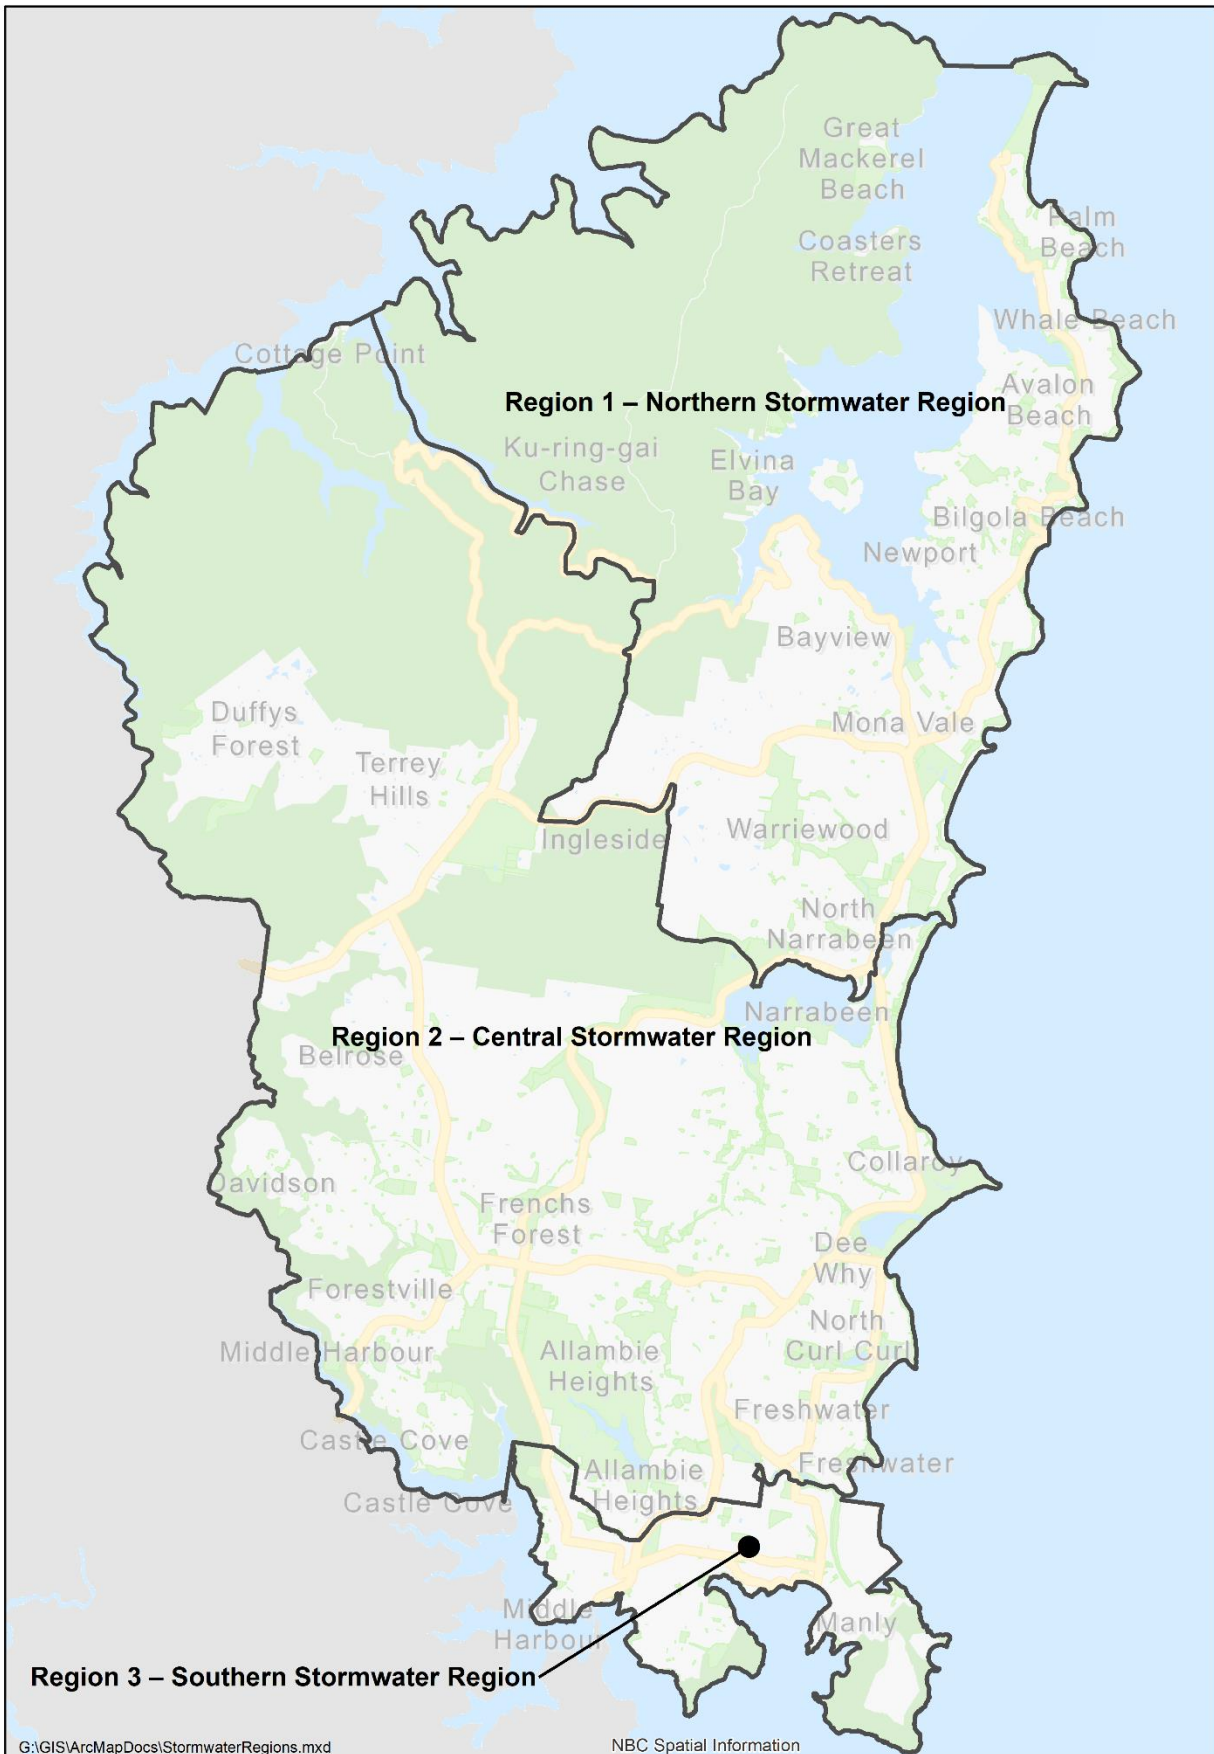 Great
Mackerel
Beach
Palm
Beach
Coasters
Retreat
Whale Beach
Cottage Point
Avalon
Beach
Region 1 – Northern Stormwater Region
Ku-ring-gai
Chase
Elvina
Bay
Bilgola Beach
Newport
Bayview
Duffys
Forest
Mona Vale
Terrey
Hills
Warriewood
Ingleside
North
Narrabeen
Narrabeen
Region 2 – Central Stormwater Region
Belrose
Collaroy
Davidson
Frenchs
Forest
Dee
Why
Forestville
North
Curl Curl
Middle Harbour
Allambie
Heights
Freshwater
Castle Cove
Freshwater
Allambie
Heights
Castle Cove
Middle
Harbour
Manly
Region 3 – Southern Stormwater Region
G:\GIS\ArcMapDocs\StormwaterRegions.mxd
NBC Spatial Information